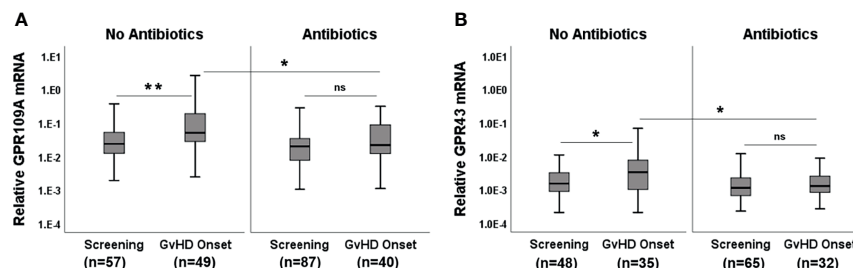 A
No Antibiotics Antibiotics
Relative GPR109A mRNA
1.E1
1.E0
1.E-1
1.E-2
1.E-3
1.E-4
**
*
ns
Screening GvHD Onset Screening GvHD Onset
(n=57) (n=49) (n=87) (n=40)
B
No Antibiotics Antibiotics
Relative GPR43 mRNA
1.0E1
1.0E0
1.0E-1
1.0E-2
1.0E-3
1.0E-4
*
*
ns
Screening GvHD Onset Screening GvHD Onset
(n=48) (n=35) (n=65) (n=32)